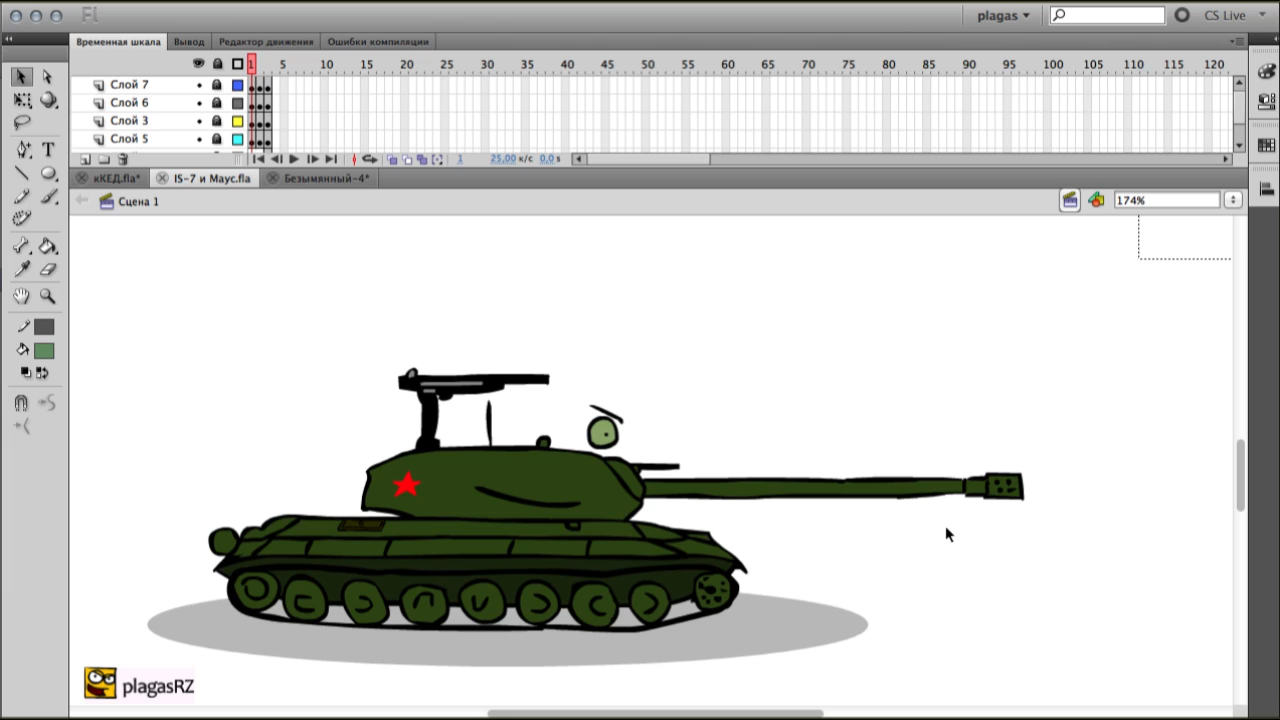 Fl plagas CS Live
Временная шкала Вывод Редактор движения Ошибки компиляции
1 5 10 15 20 25 30 35 40 45 50 55 60 65 70 75 80 85 90 95 100 105 110 115 120
Слой 7
Слой 6
Слой 3
Слой 5
1 25,00 к/с 0,0 s
кКЕД.fla* IS-7 и Маус.fla Безымянный-4*
Сцена 1 174%
plagasRZ